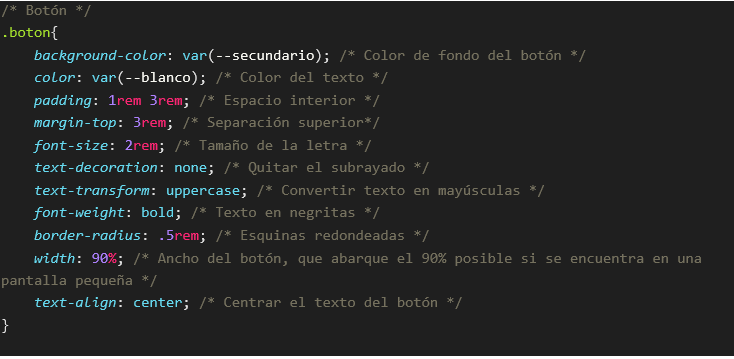 /* Botón */
.boton{
    background-color: var(--secundario); /* Color de fondo del botón */
    color: var(--blanco); /* Color del texto */
    padding: 1rem 3rem; /* Espacio interior */
    margin-top: 3rem; /* Separación superior*/
    font-size: 2rem; /* Tamaño de la letra */
    text-decoration: none; /* Quitar el subrayado */
    text-transform: uppercase; /* Convertir texto en mayúsculas */
    font-weight: bold; /* Texto en negritas */
    border-radius: .5rem; /* Esquinas redondeadas */
    width: 90%; /* Ancho del botón, que abarque el 90% posible si se encuentra en una
pantalla pequeña */
    text-align: center; /* Centrar el texto del botón */
}